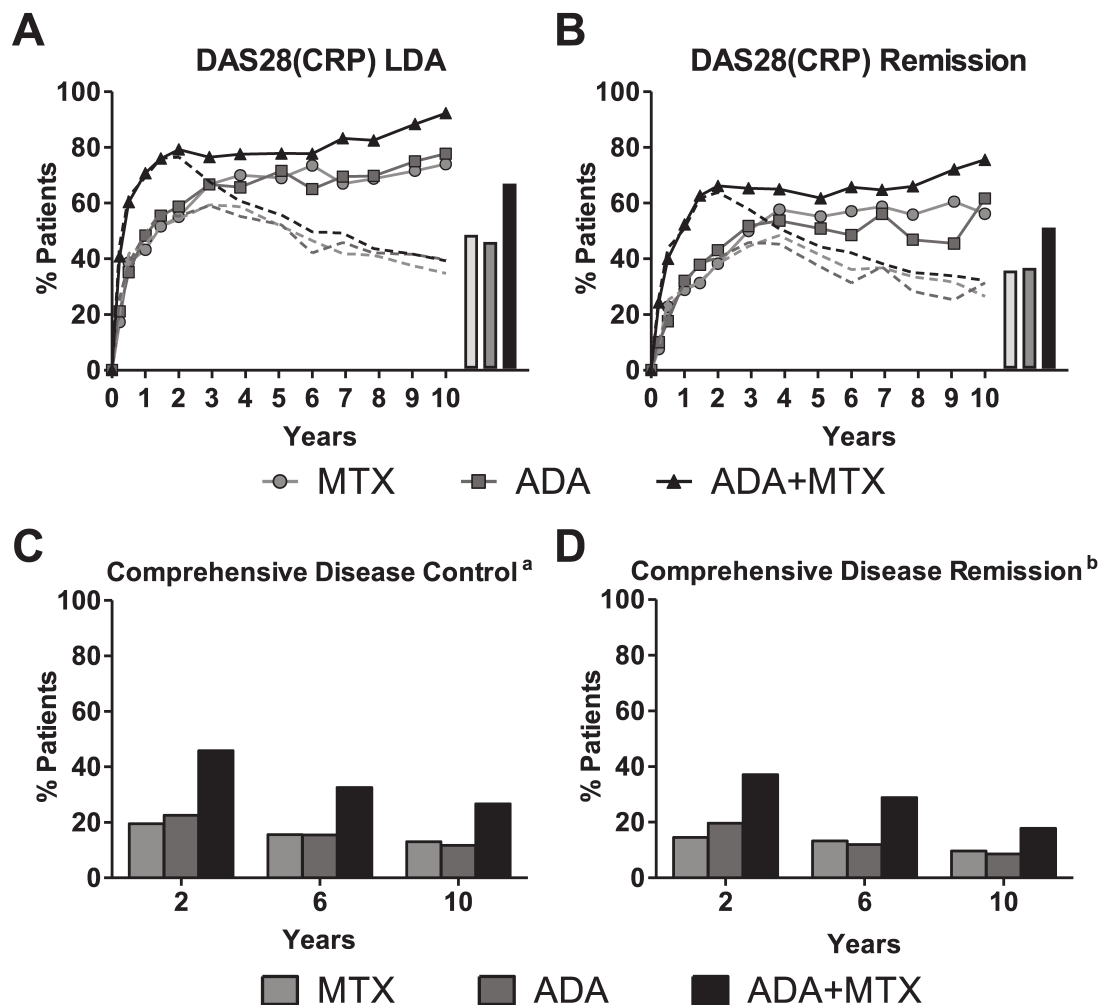 A
DAS28(CRP) LDA
100
80
60
40
20
0
% Patients
0 1 2 3 4 5 6 7 8 9 10
Years
B
DAS28(CRP) Remission
100
80
60
40
20
0
% Patients
0 1 2 3 4 5 6 7 8 9 10
Years
MTX ADA ADA+MTX
C
Comprehensive Disease Control a
100
80
60
40
20
0
% Patients
2 6 10
Years
D
Comprehensive Disease Remission b
100
80
60
40
20
0
% Patients
2 6 10
Years
MTX ADA ADA+MTX